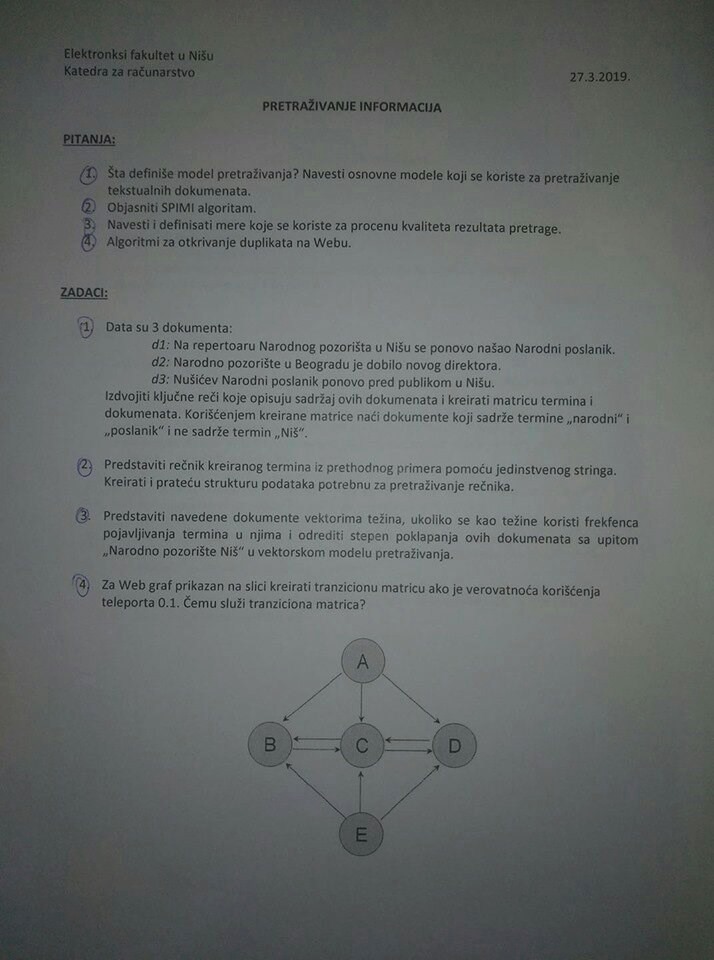 Elektronksi fakultet u Nišu
Katedra za računarstvo
27.3.2019.
PRETRAŽIVANJE INFORMACIJA
PITANJA:
1. Šta definiše model pretraživanja? Navesti osnovne modele koji se koriste za pretraživanje
tekstualnih dokumenata.
2. Objasniti SPIMI algoritam.
3. Navesti i definisati mere koje se koriste za procenu kvaliteta rezultata pretrage.
4. Algoritmi za otkrivanje duplikata na Webu.
ZADACI:
1. Data su 3 dokumenta:
d1: Na repertoaru Narodnog pozorišta u Nišu se ponovo našao Narodni poslanik.
d2: Narodno pozorište u Beogradu je dobilo novog direktora.
d3: Nušićev Narodni poslanik ponovo pred publikom u Nišu.
Izdvojiti ključne reči koje opisuju sadržaj ovih dokumenata i kreirati matricu termina i
dokumenata. Korišćenjem kreirane matrice naći dokumente koji sadrže termine „narodni“ i
„poslanik“ i ne sadrže termin „Niš“.
2. Predstaviti rečnik kreiranog termina iz prethodnog primera pomoću jedinstvenog stringa.
Kreirati i prateću strukturu podataka potrebnu za pretraživanje rečnika.
3. Predstaviti navedene dokumente vektorima težina, ukoliko se kao težine koristi frekfenca
pojavljivanja termina u njima i odrediti stepen poklapanja ovih dokumenata sa upitom
„Narodno pozorište Niš“ u vektorskom modelu pretraživanja.
4. Za Web graf prikazan na slici kreirati tranzicionu matricu ako je verovatnoća korišćenja
teleporta 0.1. Čemu služi tranziciona matrica?
A
B C D
E